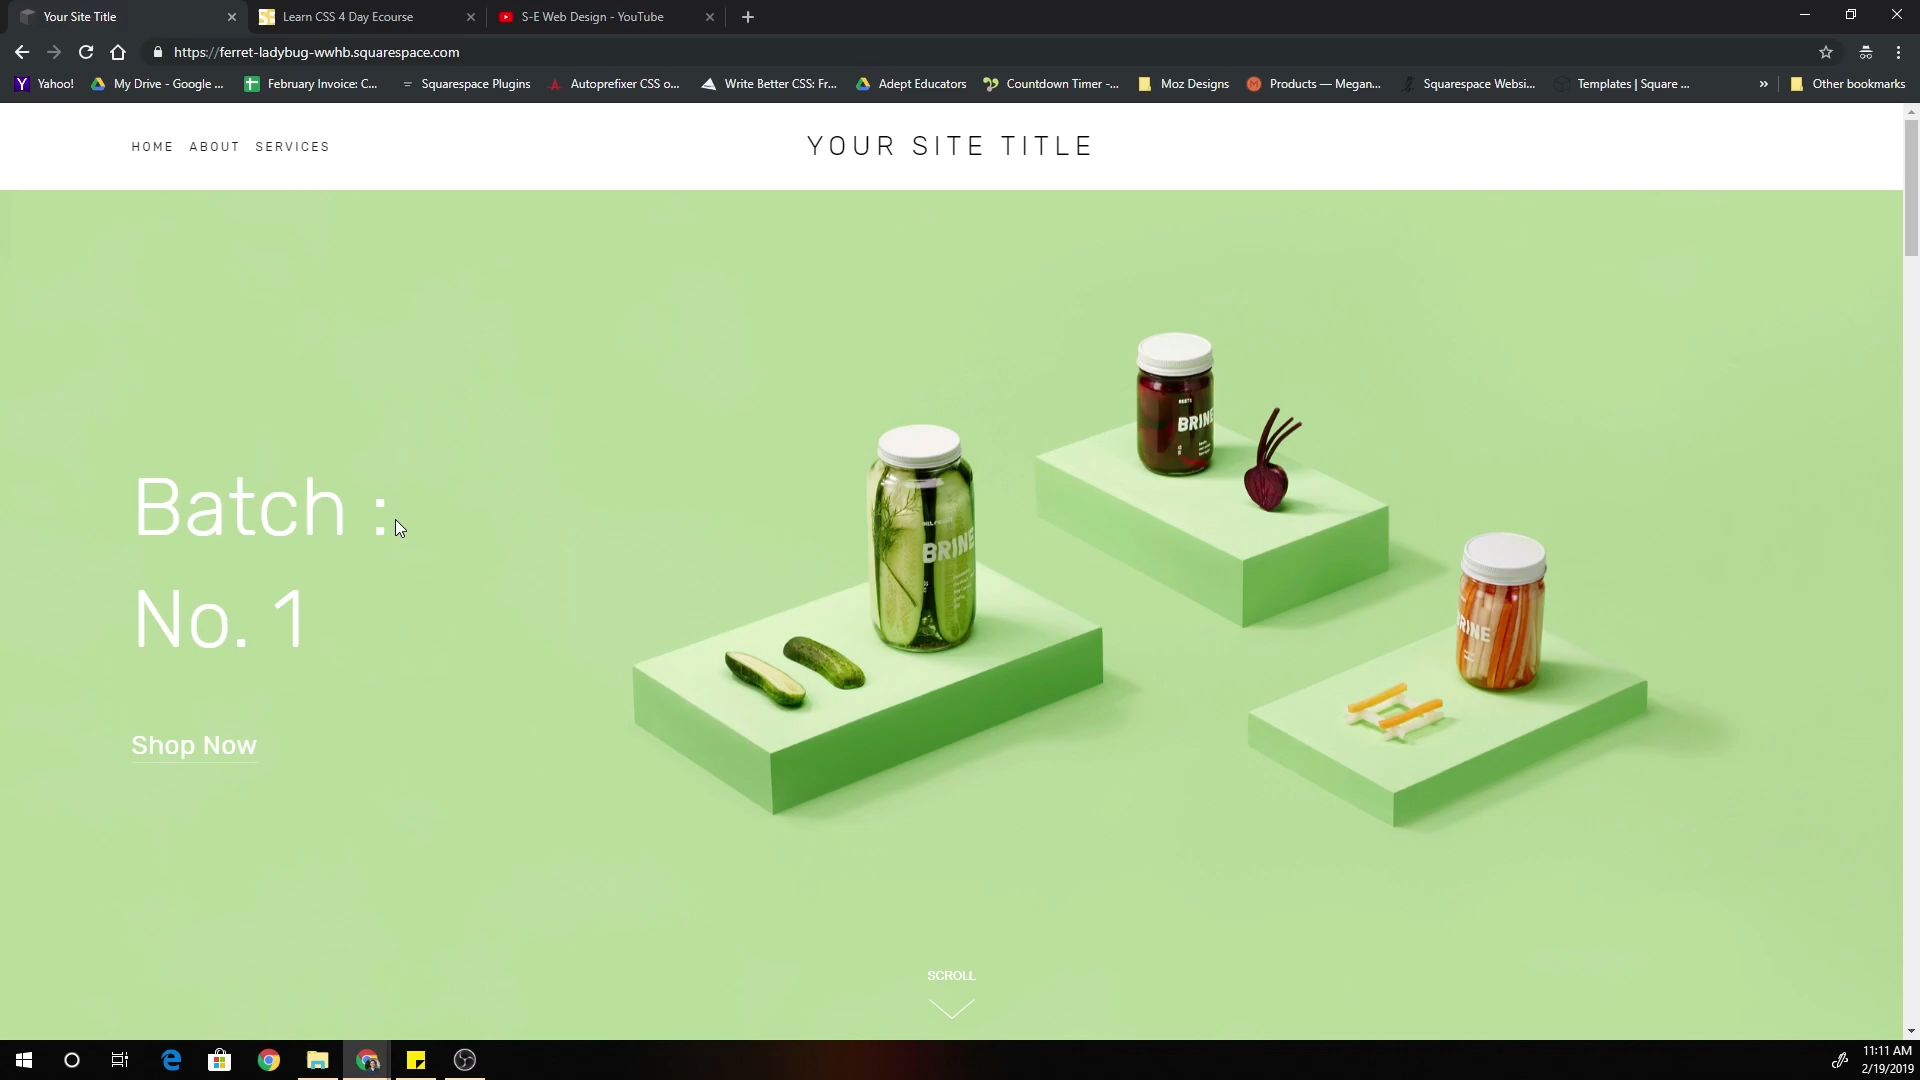 Your Site Title
Learn CSS 4 Day Ecourse
S-E Web Design - YouTube
https://ferret-ladybug-wwhb.squarespace.com
Yahoo!
My Drive - Google ...
February Invoice: C...
Squarespace Plugins
Autoprefixer CSS o...
Write Better CSS: Fr...
Adept Educators
Countdown Timer -...
Moz Designs
Products — Megan...
Squarespace Websi...
Templates | Square ...
»
Other bookmarks
HOME ABOUT SERVICES
YOUR SITE TITLE
BRINE
BRINE
BRINE
Batch :
No. 1
Shop Now
SCROLL
11:11 AM
2/19/2019